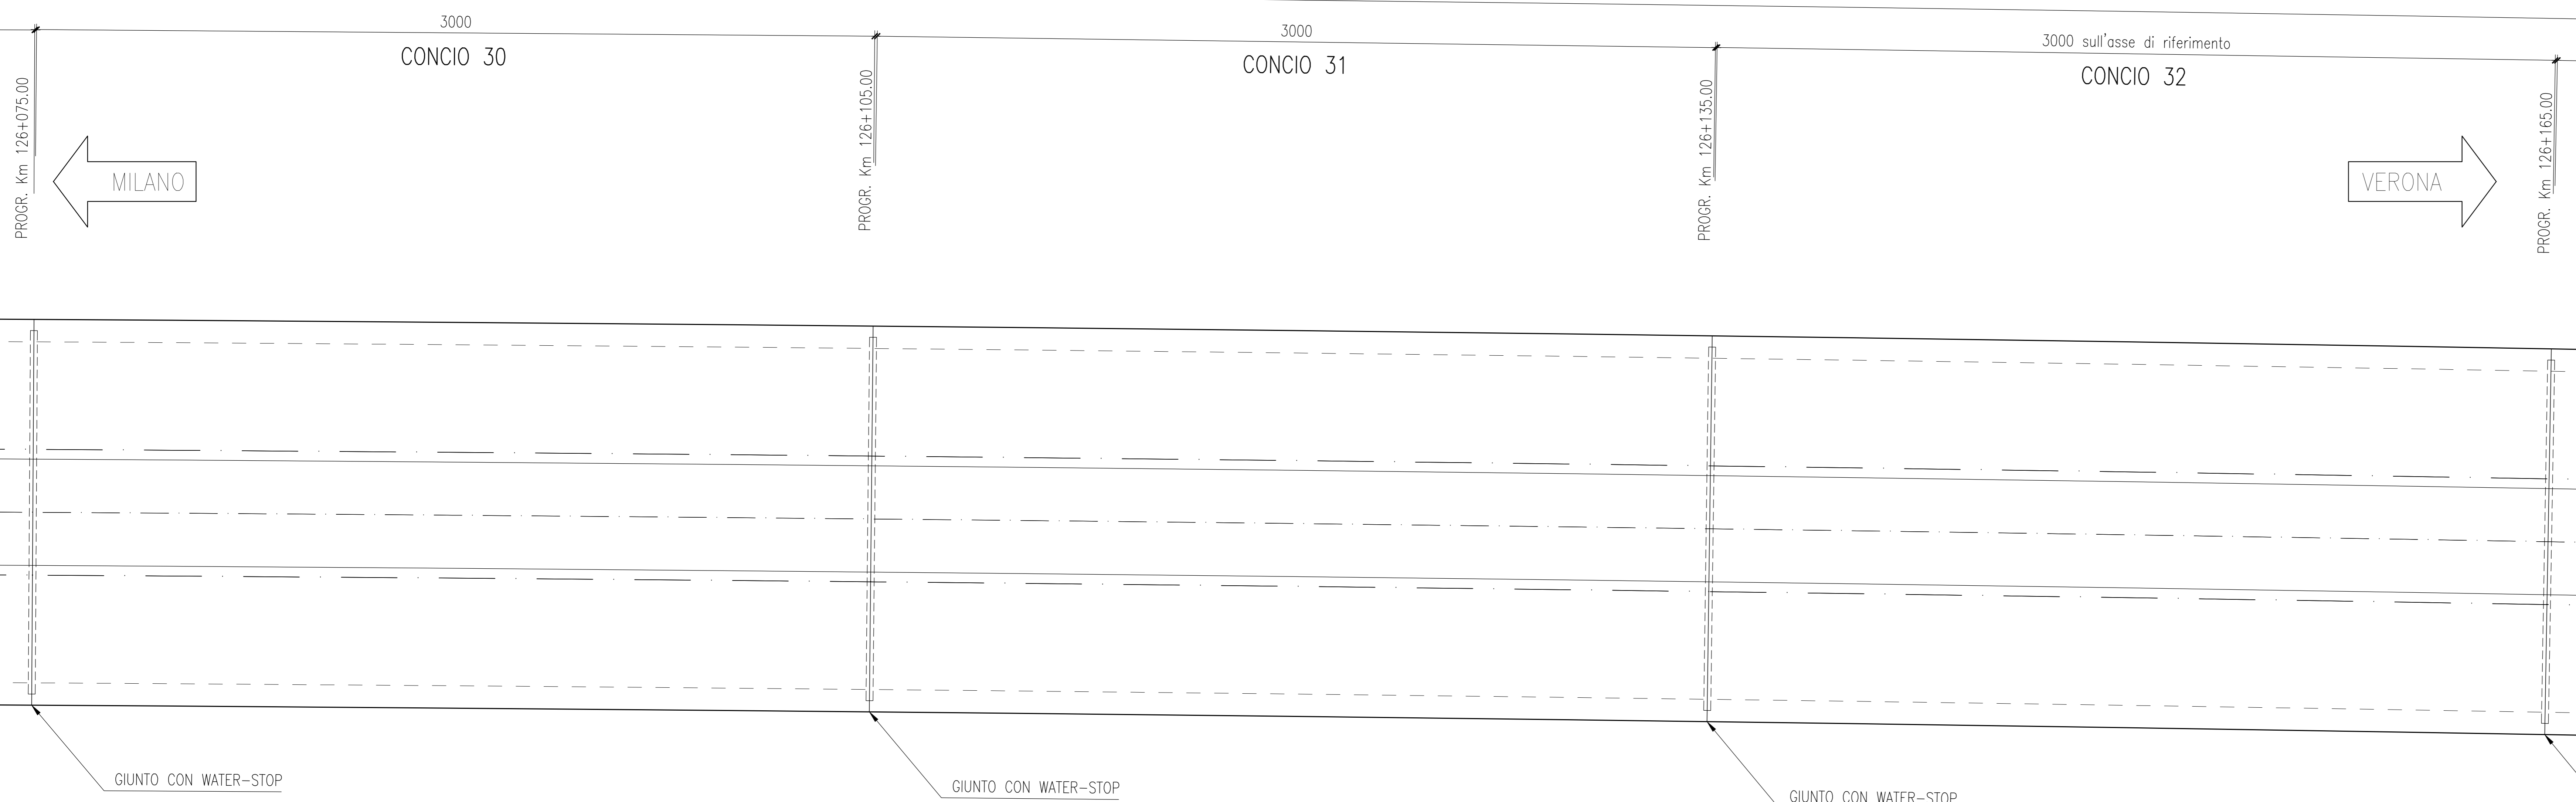 3000
3000
3000 sull'asse di riferimento
CONCIO 30
CONCIO 31
CONCIO 32
PROGR. Km 126+075.00
PROGR. Km 126+105.00
PROGR. Km 126+135.00
PROGR. Km 126+165.00
MILANO
VERONA
GIUNTO CON WATER-STOP
GIUNTO CON WATER-STOP
GIUNTO CON WATER-STOP